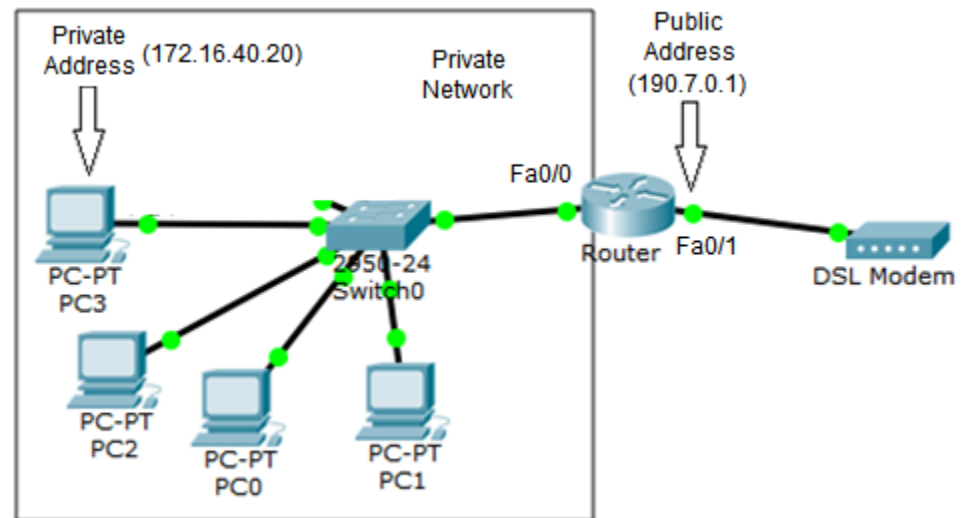 Private
Address (172.16.40.20)
Private
Network
Public
Address
(190.7.0.1)
Fa0/0
Fa0/1
Router
DSL Modem
2950-24
Switch0
PC-PT
PC3
PC-PT
PC2
PC-PT
PC0
PC-PT
PC1